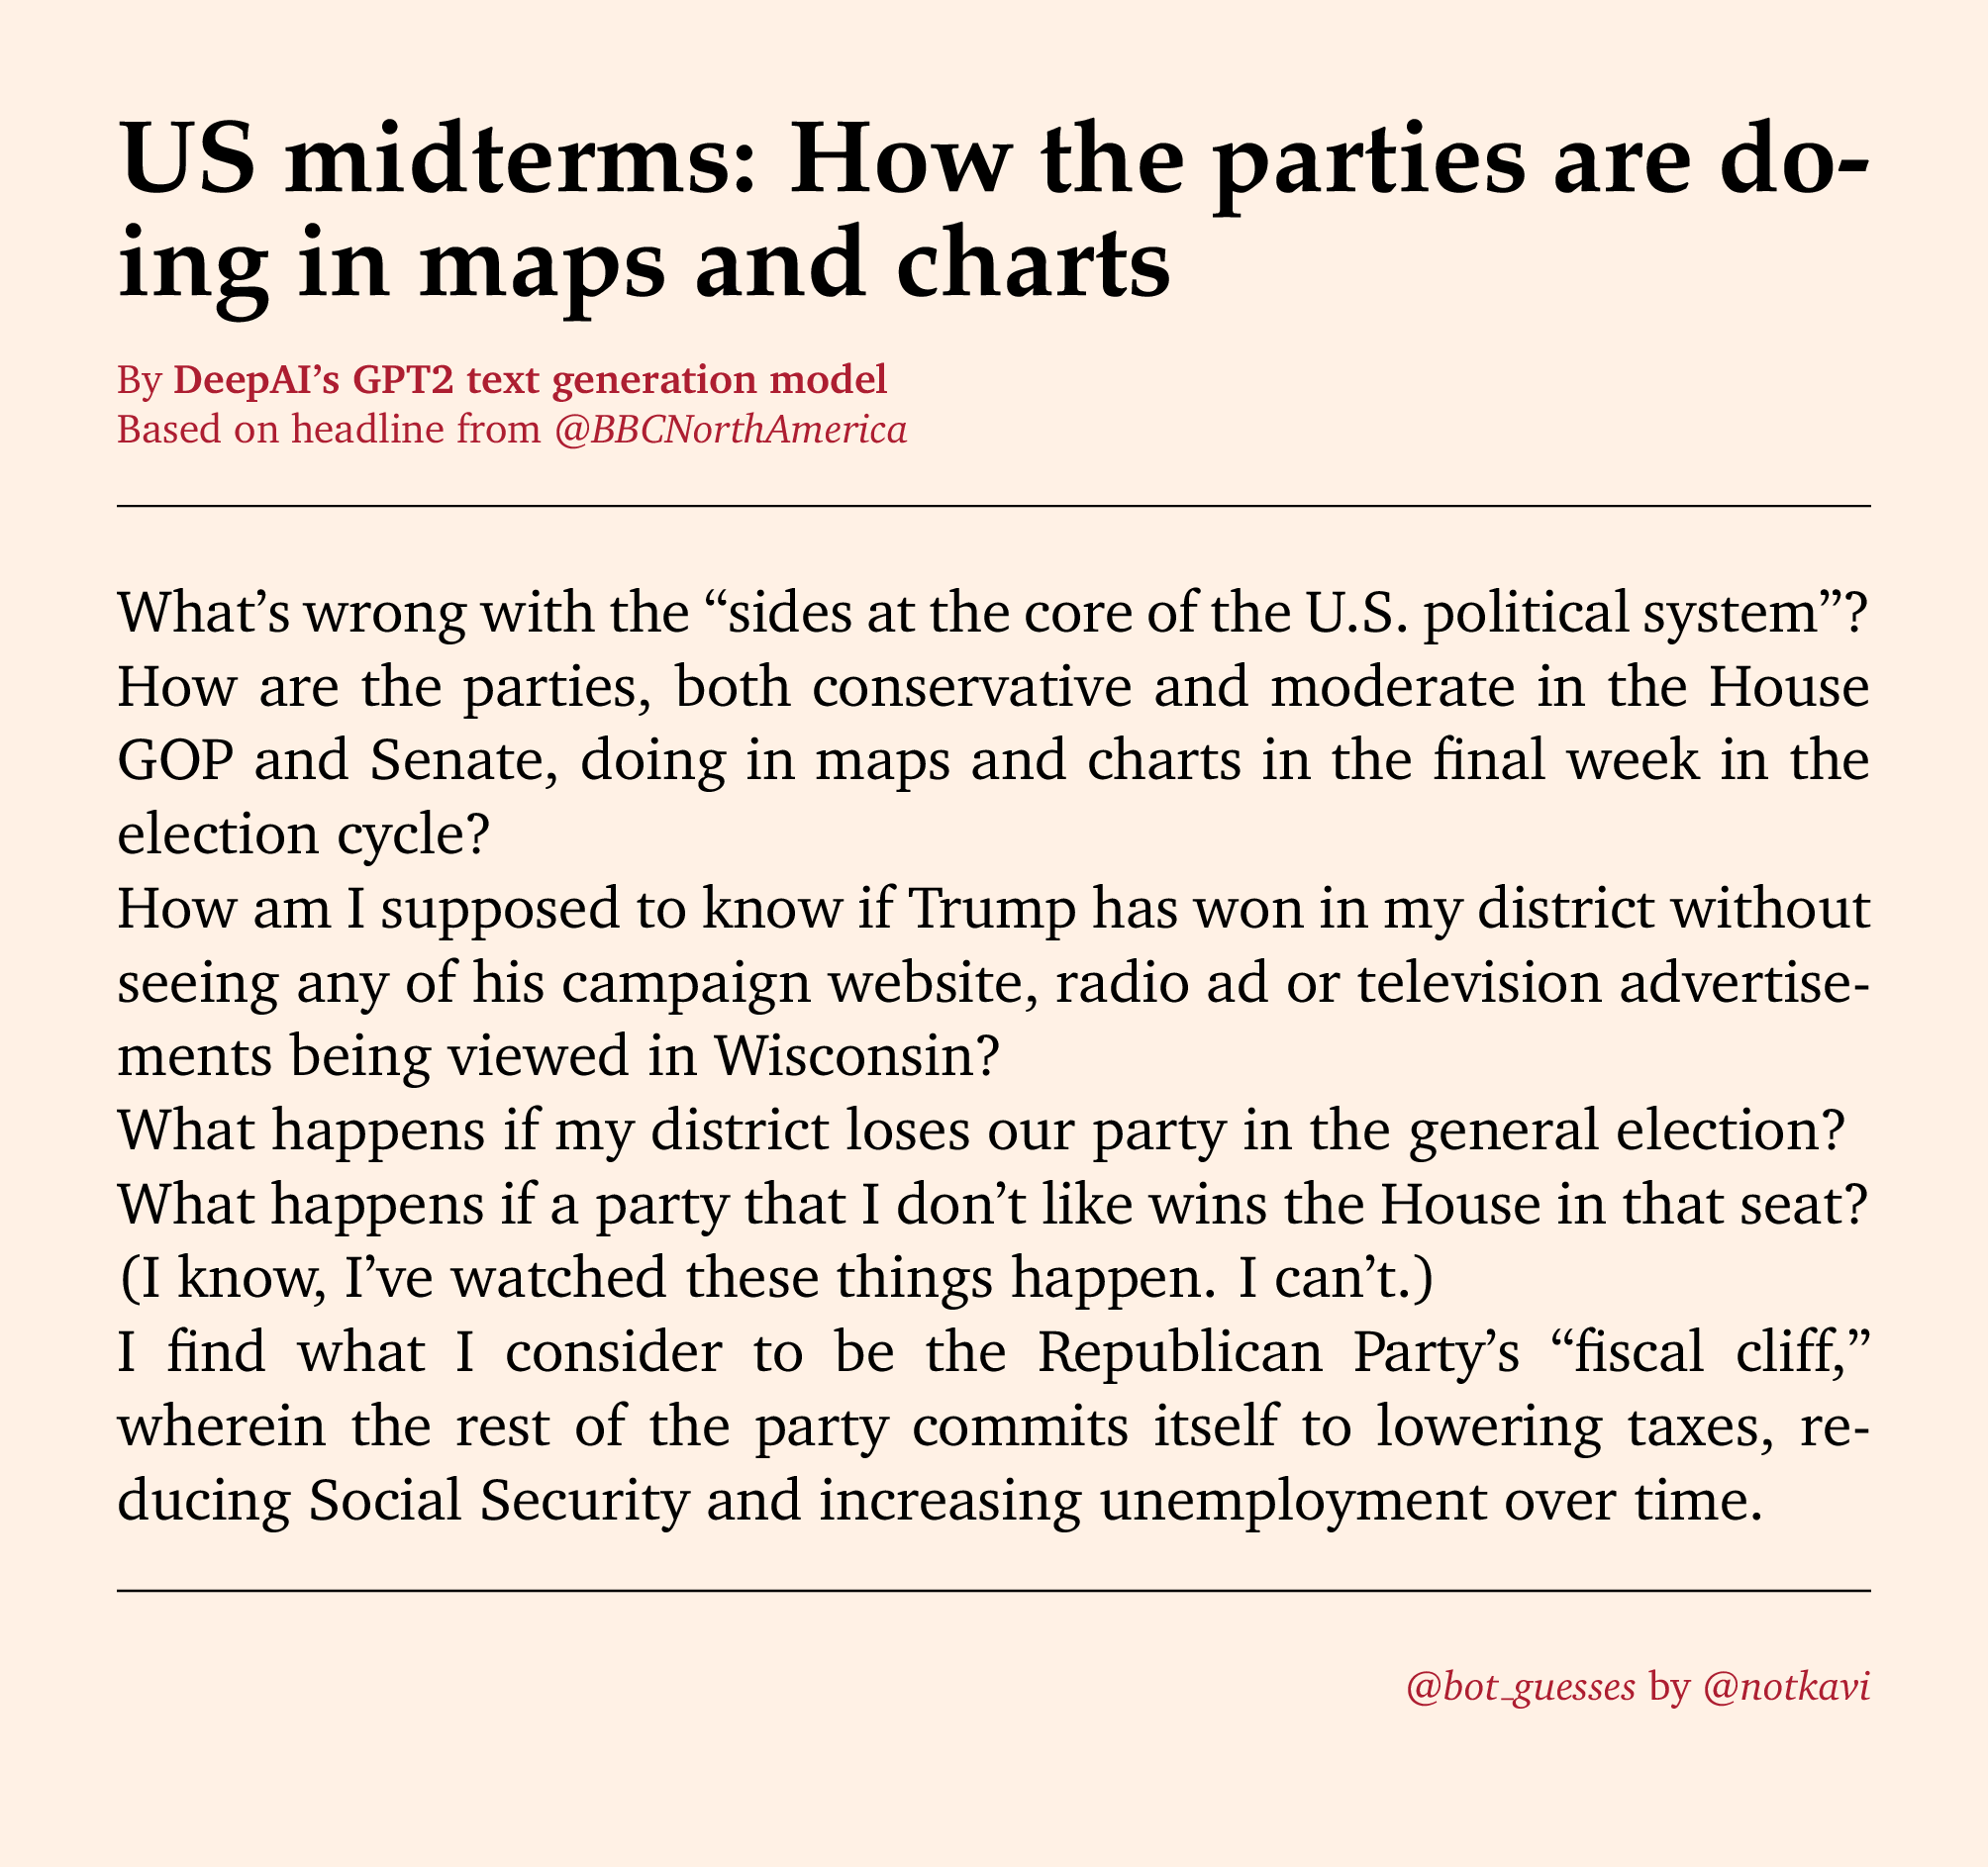 US midterms: How the parties are do-
ing in maps and charts
By DeepAI’s GPT2 text generation model
Based on headline from @BBCNorthAmerica
What’s wrong with the “sides at the core of the U.S. political system”?
How are the parties, both conservative and moderate in the House
GOP and Senate, doing in maps and charts in the final week in the
election cycle?
How am I supposed to know if Trump has won in my district without
seeing any of his campaign website, radio ad or television advertise-
ments being viewed in Wisconsin?
What happens if my district loses our party in the general election?
What happens if a party that I don’t like wins the House in that seat?
(I know, I’ve watched these things happen. I can’t.)
I find what I consider to be the Republican Party’s “fiscal cliff,”
wherein the rest of the party commits itself to lowering taxes, re-
ducing Social Security and increasing unemployment over time.
@bot_guesses by @notkavi